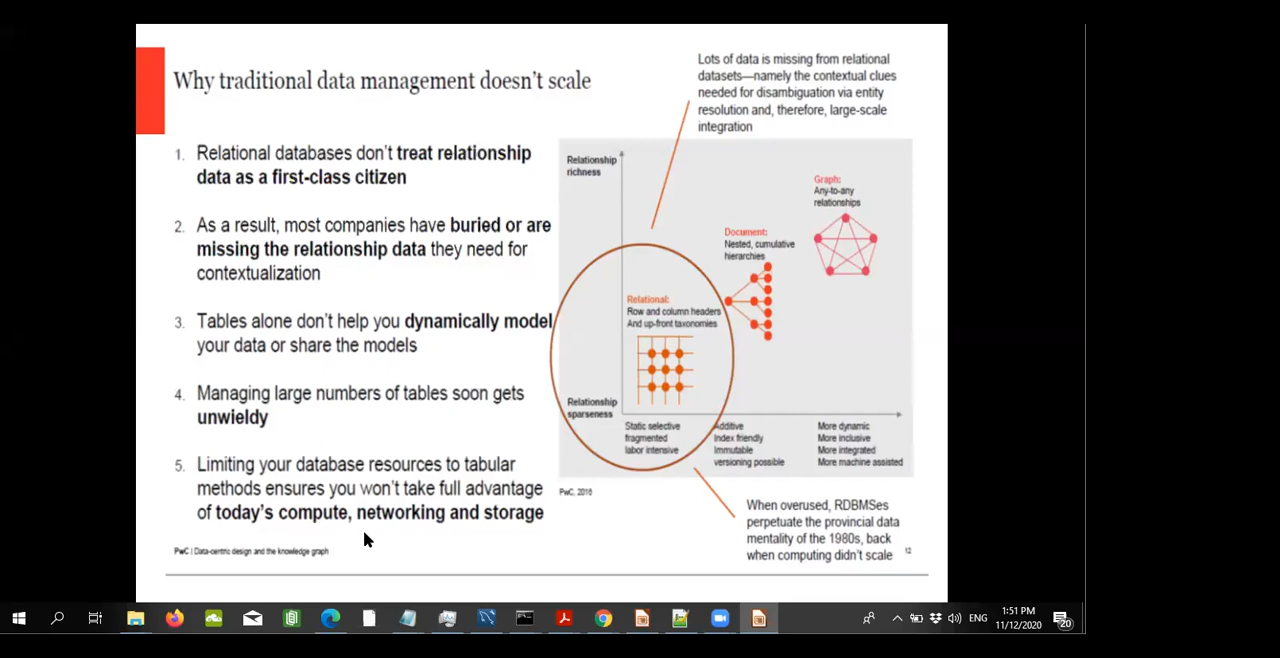 Why traditional data management doesn't scale
Lots of data is missing from relational
datasets—namely the contextual clues
needed for disambiguation via entity
resolution and, therefore, large-scale
integration
1. Relational databases don't treat relationship
data as a first-class citizen
2. As a result, most companies have buried or are
missing the relationship data they need for
contextualization
3. Tables alone don't help you dynamically model
your data or share the models
4. Managing large numbers of tables soon gets
unwieldy
5. Limiting your database resources to tabular
methods ensures you won't take full advantage
of today's compute, networking and storage
Relationship
richness
Graph:
Any-to-any
relationships
Document:
Nested, cumulative
hierarchies
Relational:
Row and column headers
And up-front taxonomies
Relationship
sparseness
Static selective
fragmented
labor intensive
Additive
Index friendly
Immutable
versioning possible
More dynamic
More inclusive
More integrated
More machine assisted
PwC, 2016
When overused, RDBMSes
perpetuate the provincial data
mentality of the 1980s, back
when computing didn't scale
PwC | Data-centric design and the knowledge graph
12
ENG
1:51 PM
11/12/2020
20